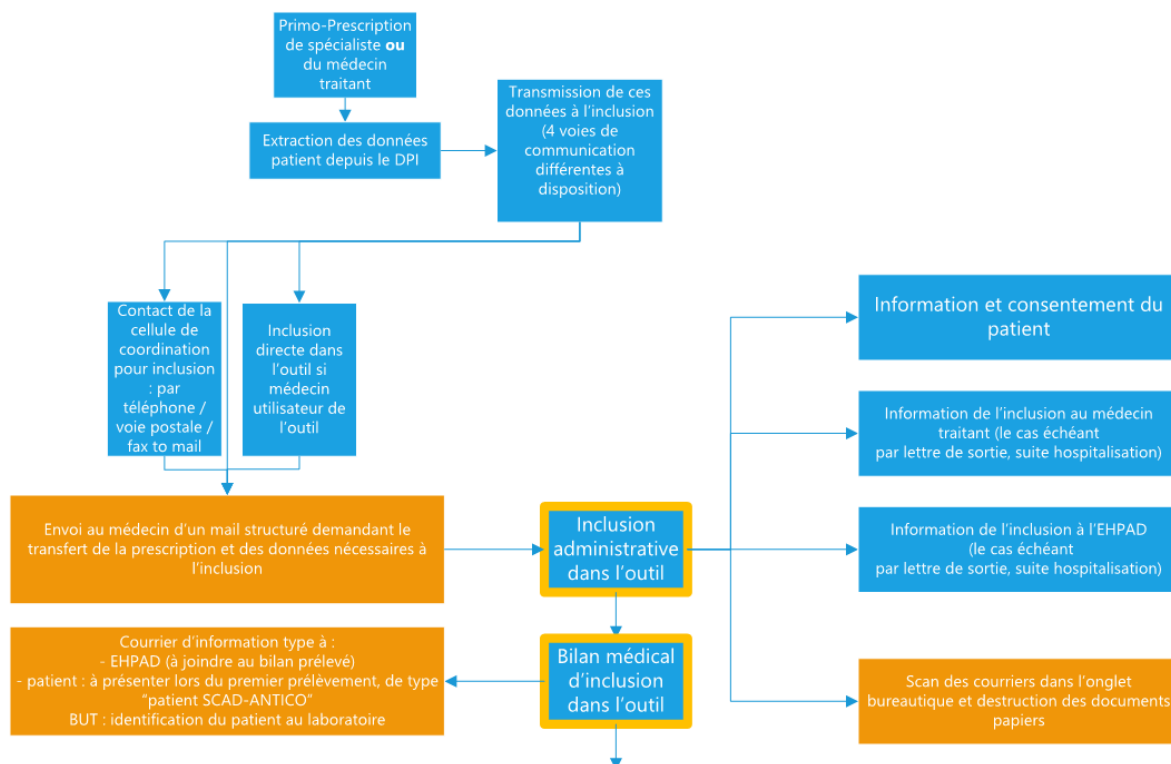 Primo-Prescription
de spécialiste ou
du médecin
traitant
Extraction des données
patient depuis le DPI
Transmission de ces
données à l'inclusion
(4 voies de
communication
différentes à
disposition)
Contact de la
cellule de
coordination
pour inclusion
: par
téléphone /
voie postale /
fax to mail
Inclusion
directe dans
l'outil si
médecin
utilisateur de
l'outil
Information et consentement du
patient
Information de l'inclusion au médecin
traitant (le cas échéant
par lettre de sortie, suite hospitalisation)
Envoi au médecin d'un mail structuré demandant le
transfert de la prescription et des données nécessaires à
l'inclusion
Inclusion
administrative
dans l'outil
Information de l'inclusion à l'EHPAD
(le cas échéant
par lettre de sortie, suite hospitalisation)
Courrier d'information type à :
- EHPAD (à joindre au bilan prélevé)
- patient : à présenter lors du premier prélèvement, de type
"patient SCAD-ANTICO"
BUT : identification du patient au laboratoire
Bilan médical
d'inclusion
dans l'outil
Scan des courriers dans l'onglet
bureautique et destruction des documents
papiers